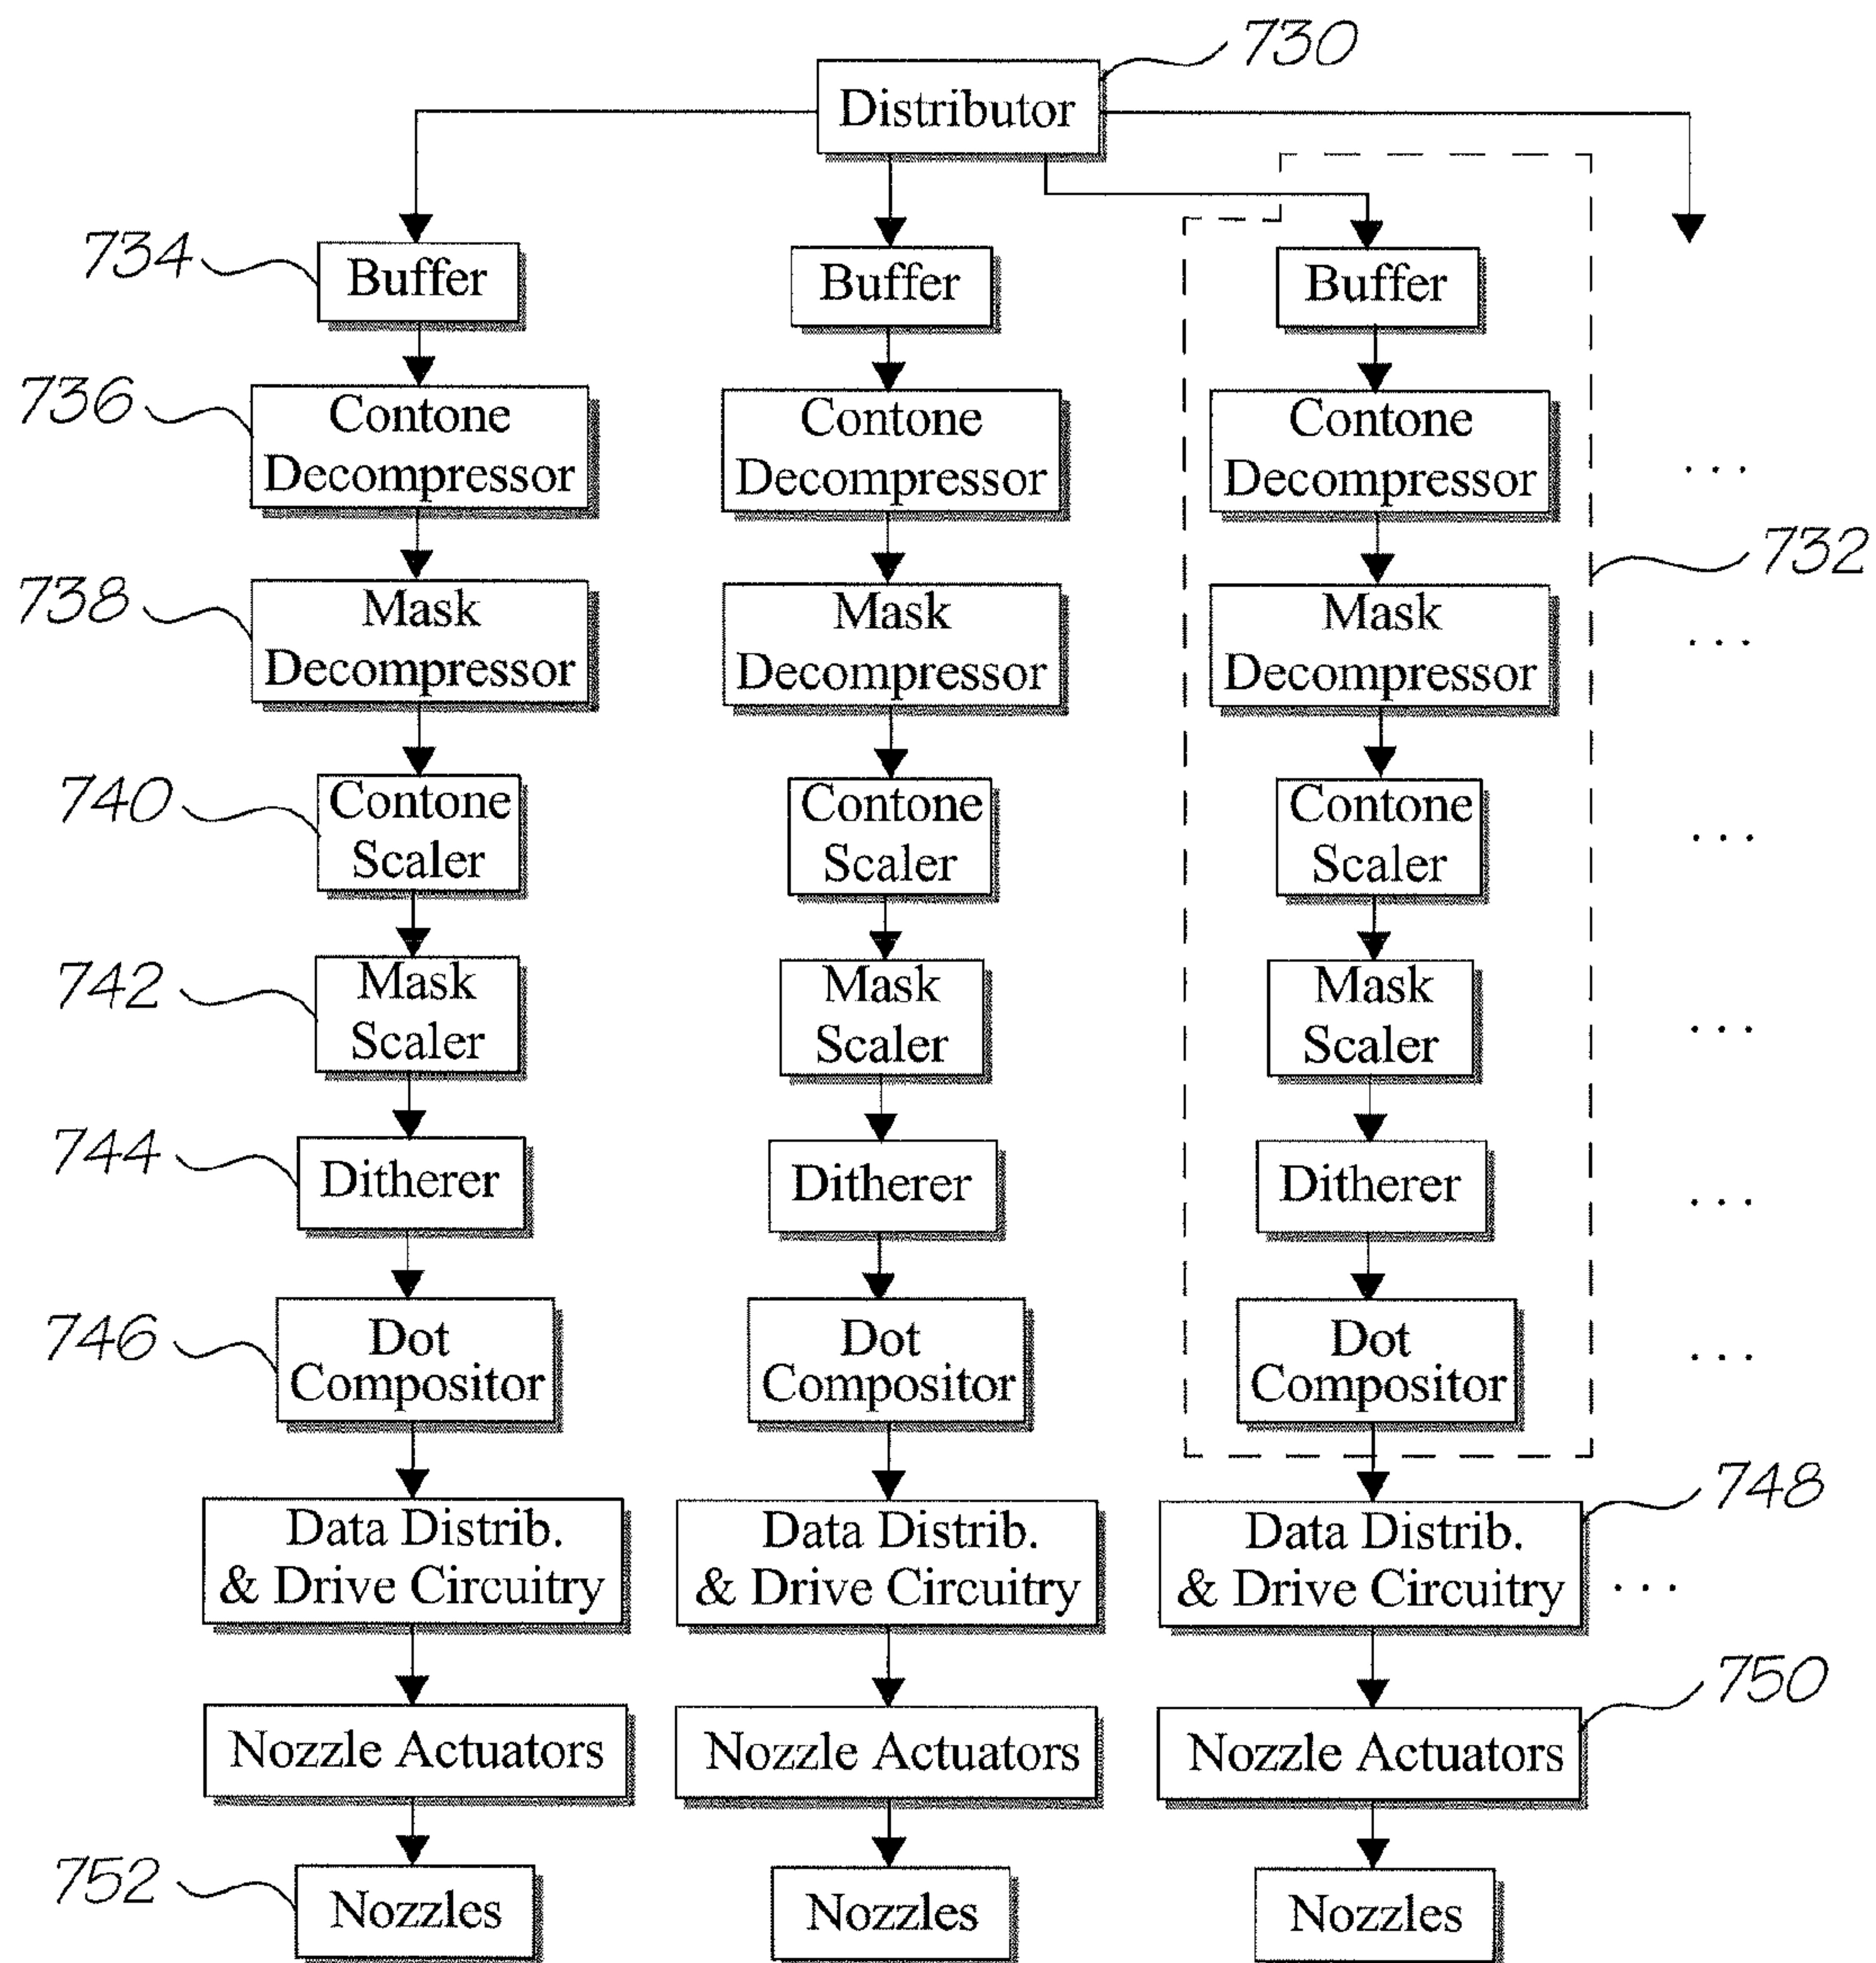 730
Distributor
734
Buffer
Buffer
Buffer
736
Contone
Decompressor
Contone
Decompressor
Contone
Decompressor
...
732
738
Mask
Decompressor
Mask
Decompressor
Mask
Decompressor
...
740
Contone
Scaler
Contone
Scaler
Contone
Scaler
...
742
Mask
Scaler
Mask
Scaler
Mask
Scaler
...
744
Ditherer
Ditherer
Ditherer
...
746
Dot
Compositor
Dot
Compositor
Dot
Compositor
...
748
Data Distrib.
& Drive Circuitry
Data Distrib.
& Drive Circuitry
Data Distrib.
& Drive Circuitry
...
750
Nozzle Actuators
Nozzle Actuators
Nozzle Actuators
752
Nozzles
Nozzles
Nozzles